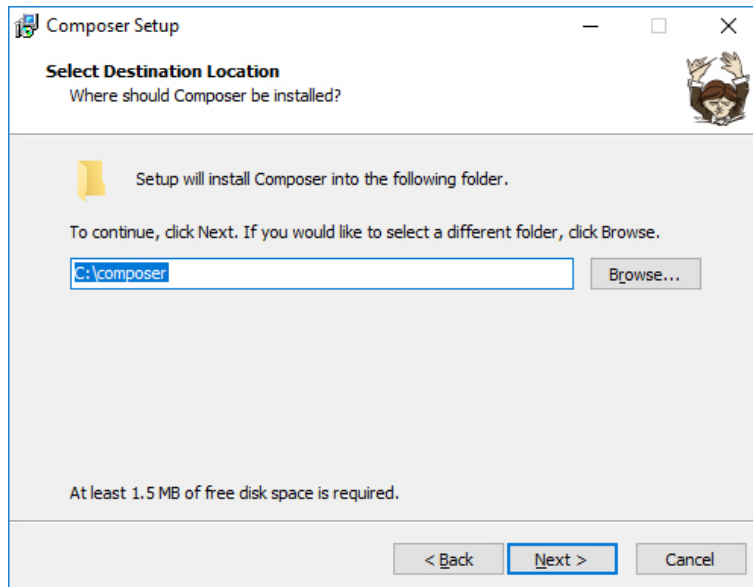 Composer Setup
Select Destination Location
Where should Composer be installed?
Setup will install Composer into the following folder.
To continue, click Next. If you would like to select a different folder, click Browse.
C:\composer
Browse...
At least 1.5 MB of free disk space is required.
< Back
Next >
Cancel